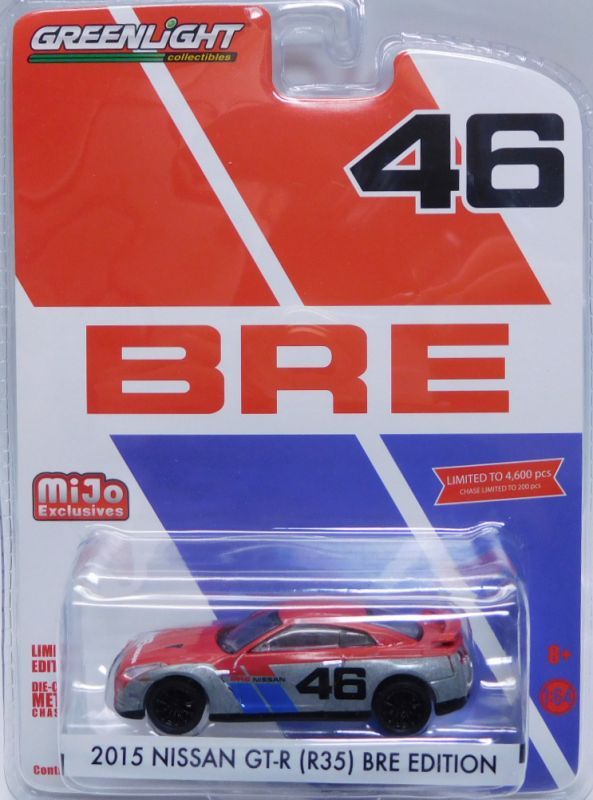 GREENLIGHT
collectibles
46
BRE
MiJo
Exclusives
LIMITED TO 4,600 pcs
CHASE LIMITED TO 200 pcs
8+
1:64
BRE NISSAN
46
2015 NISSAN GT-R (R35) BRE EDITION